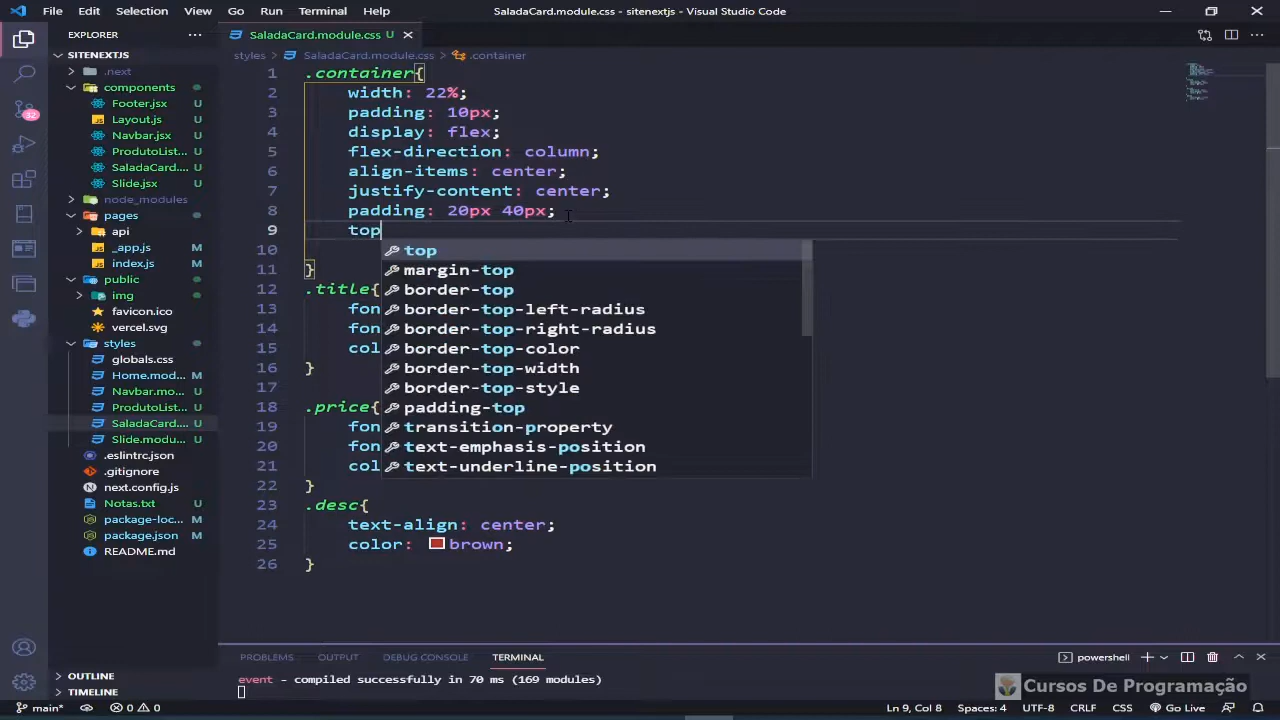 File Edit Selection View Go Run Terminal Help
SaladaCard.module.css - sitenextjs - Visual Studio Code
EXPLORER
SITENEXTJS
.next
components
Footer.jsx U
Layout.js U
Navbar.jsx U
ProdutoList... U
SaladaCard.... U
Slide.jsx U
node_modules
pages
api
_app.js M
index.js M
public
img
favicon.ico
vercel.svg
styles
globals.css
Home.mod... M
Navbar.mo... U
ProdutoList... U
SaladaCard.... U
Slide.modu... U
.eslintrc.json
.gitignore
next.config.js
Notas.txt U
package-loc... M
package.json M
README.md
OUTLINE
TIMELINE
32
SaladaCard.module.css U
styles > SaladaCard.module.css > .container
1 .container{
2 width: 22%;
3 padding: 10px;
4 display: flex;
5 flex-direction: column;
6 align-items: center;
7 justify-content: center;
8 padding: 20px 40px;
9 top
10
11 }
12 .title{
13 fon
14 fon
15 col
16 }
17
18 .price{
19 fon
20 fon
21 col
22 }
23 .desc{
24 text-align: center;
25 color: brown;
26 }
top
margin-top
border-top
border-top-left-radius
border-top-right-radius
border-top-color
border-top-width
border-top-style
padding-top
transition-property
text-emphasis-position
text-underline-position
PROBLEMS OUTPUT DEBUG CONSOLE TERMINAL
powershell
event - compiled successfully in 70 ms (169 modules)
Cursos De Programação
main* 0 0
Ln 9, Col 8 Spaces: 4 UTF-8 CRLF CSS Go Live